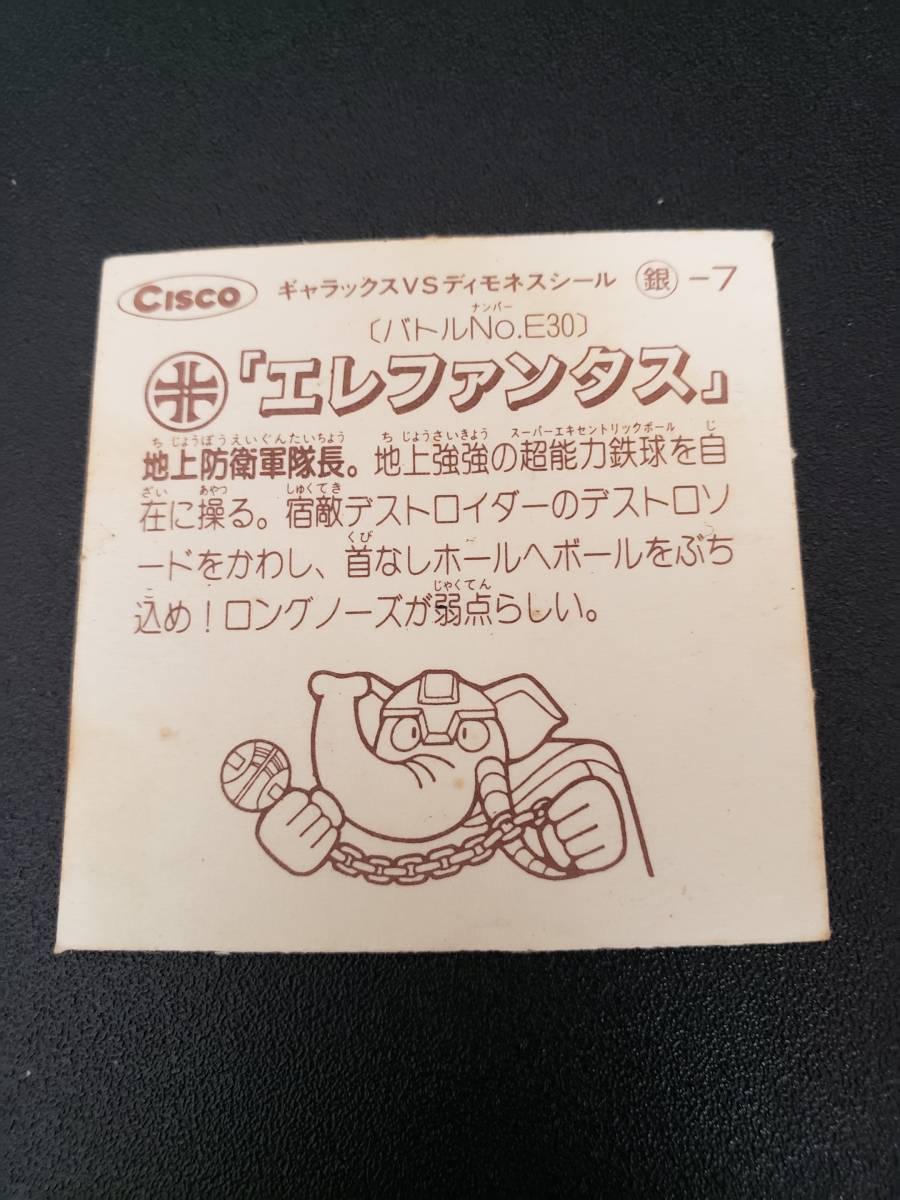 CISCO ギャラックスVSディモネスシール 銀-7
ナンバー
〔バトルNo.E30〕
『エレファンタス』
ち じょうぼうえいぐんたいちょう ち じょうさいきょう スーパーエキセントリックボール じ
地上防衛軍隊長。地上強強の超能力鉄球を自
ざい あやつ しゅくてき
在に操る。宿敵デストロイダーのデストロソ
くび
ードをかわし、首なしホールへボールをぶち
じゃくてん
込め!ロングノーズが弱点らしい。